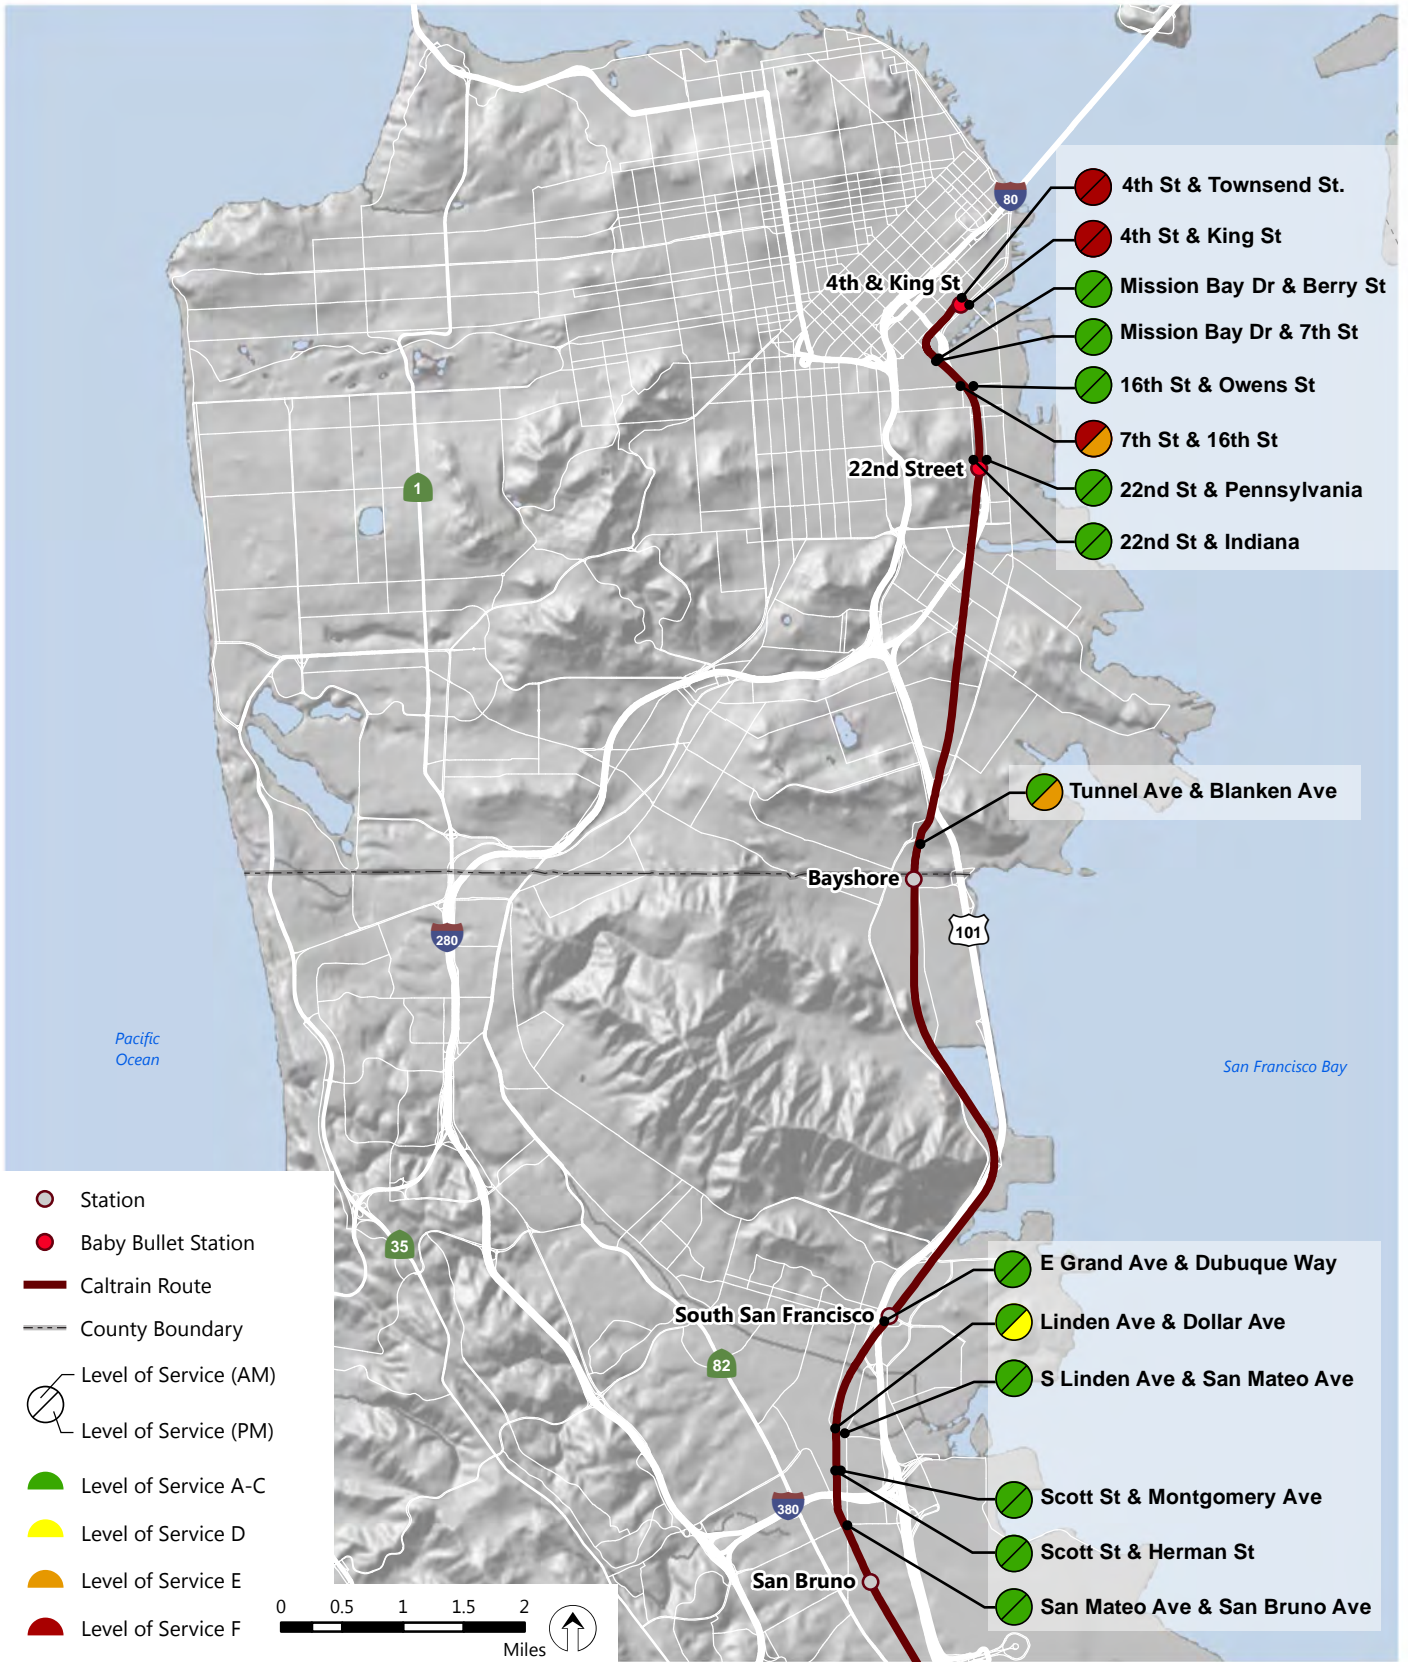 80
4th St & Townsend St.
4th St & King St
4th & King St
Mission Bay Dr & Berry St
Mission Bay Dr & 7th St
16th St & Owens St
7th St & 16th St
22nd Street
1
22nd St & Pennsylvania
22nd St & Indiana
Tunnel Ave & Blanken Ave
Bayshore
280
101
Pacific
Ocean
San Francisco Bay
Station
Baby Bullet Station
Caltrain Route
County Boundary
Level of Service (AM)
Level of Service (PM)
Level of Service A-C
Level of Service D
Level of Service E
Level of Service F
35
E Grand Ave & Dubuque Way
South San Francisco
Linden Ave & Dollar Ave
82
S Linden Ave & San Mateo Ave
Scott St & Montgomery Ave
380
Scott St & Herman St
San Bruno
San Mateo Ave & San Bruno Ave
0 0.5 1 1.5 2
Miles